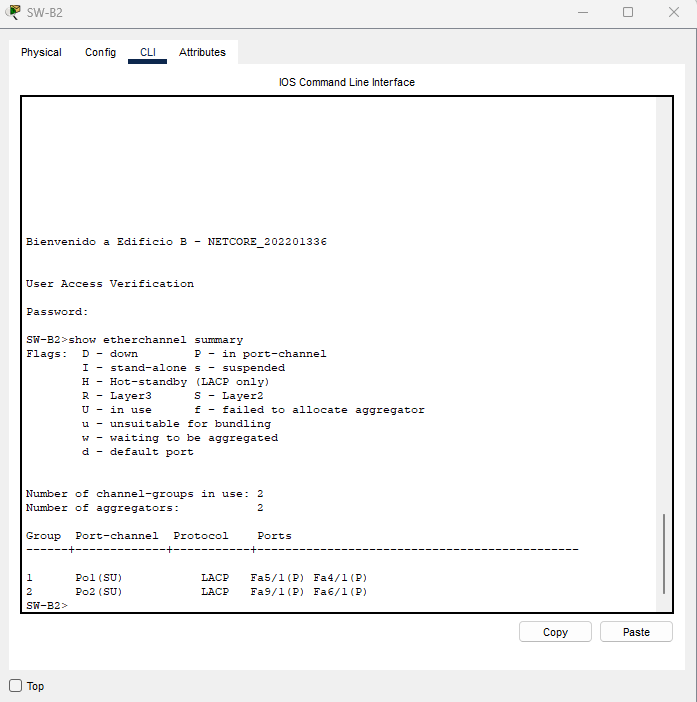 SW-B2
Physical Config CLI Attributes
IOS Command Line Interface
Bienvenido a Edificio B - NETCORE_202201336
User Access Verification
Password:
SW-B2>show etherchannel summary
Flags:  D - down        P - in port-channel
        I - stand-alone s - suspended
        H - Hot-standby (LACP only)
        R - Layer3      S - Layer2
        U - in use      f - failed to allocate aggregator
        u - unsuitable for bundling
        w - waiting to be aggregated
        d - default port
Number of channel-groups in use: 2
Number of aggregators:           2
Group  Port-channel  Protocol    Ports
------+-------------+-----------+----------------------------------------------
1      Po1(SU)           LACP   Fa5/1(P) Fa4/1(P)
2      Po2(SU)           LACP   Fa9/1(P) Fa6/1(P)
SW-B2>
Copy Paste
Top